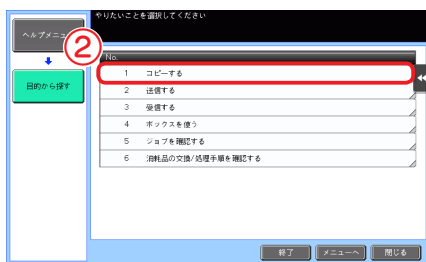 やりたいことを選択してください
ヘルプメニュ
②
目的から探す
No.
1 コピーする
2 送信する
3 受信する
4 ボックスを使う
5 ジョブを確認する
6 消耗品の交換/処理手順を確認する
終了 メニューへ 閉じる